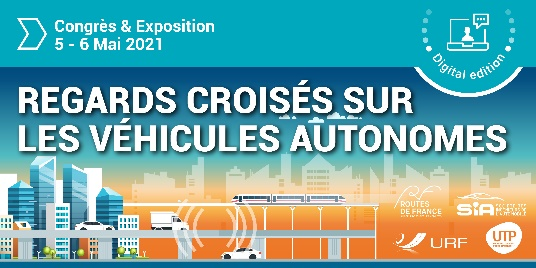 Congrès & Exposition
5 - 6 Mai 2021
Digital edition
REGARDS CROISÉS SUR
LES VÉHICULES AUTONOMES
ROUTES
DE FRANCE
SIA
URF
UTP